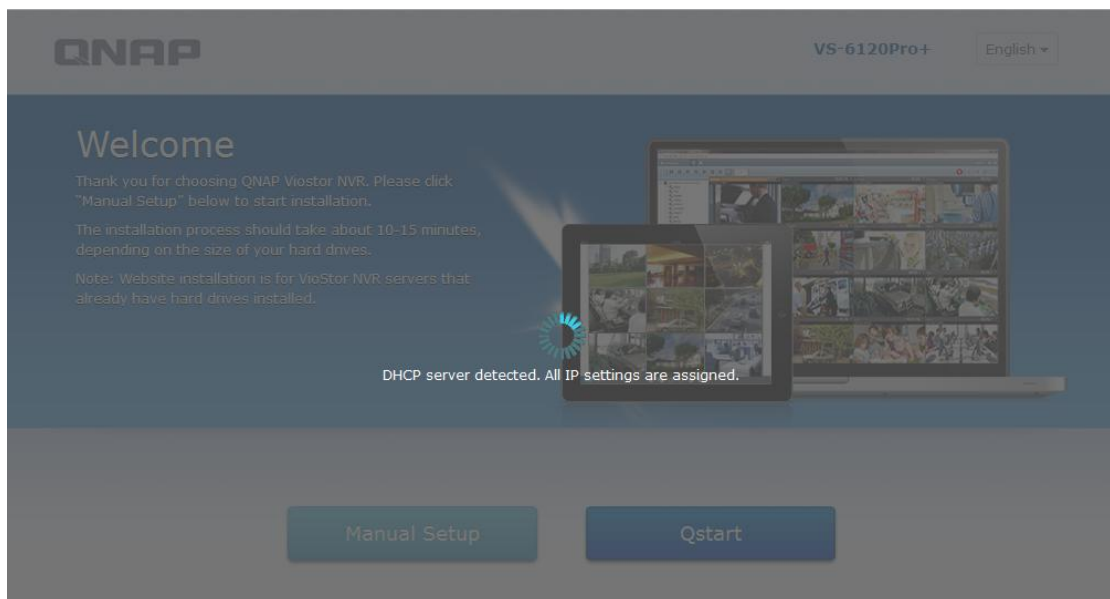 QNAP
VS-6120Pro+
English
Welcome
Thank you for choosing QNAP Viostor NVR. Please click
"Manual Setup" below to start installation.
The installation process should take about 10-15 minutes,
depending on the size of your hard drives.
Note: Website installation is for VioStor NVR servers that
already have hard drives installed.
DHCP server detected. All IP settings are assigned.
Manual Setup
Qstart